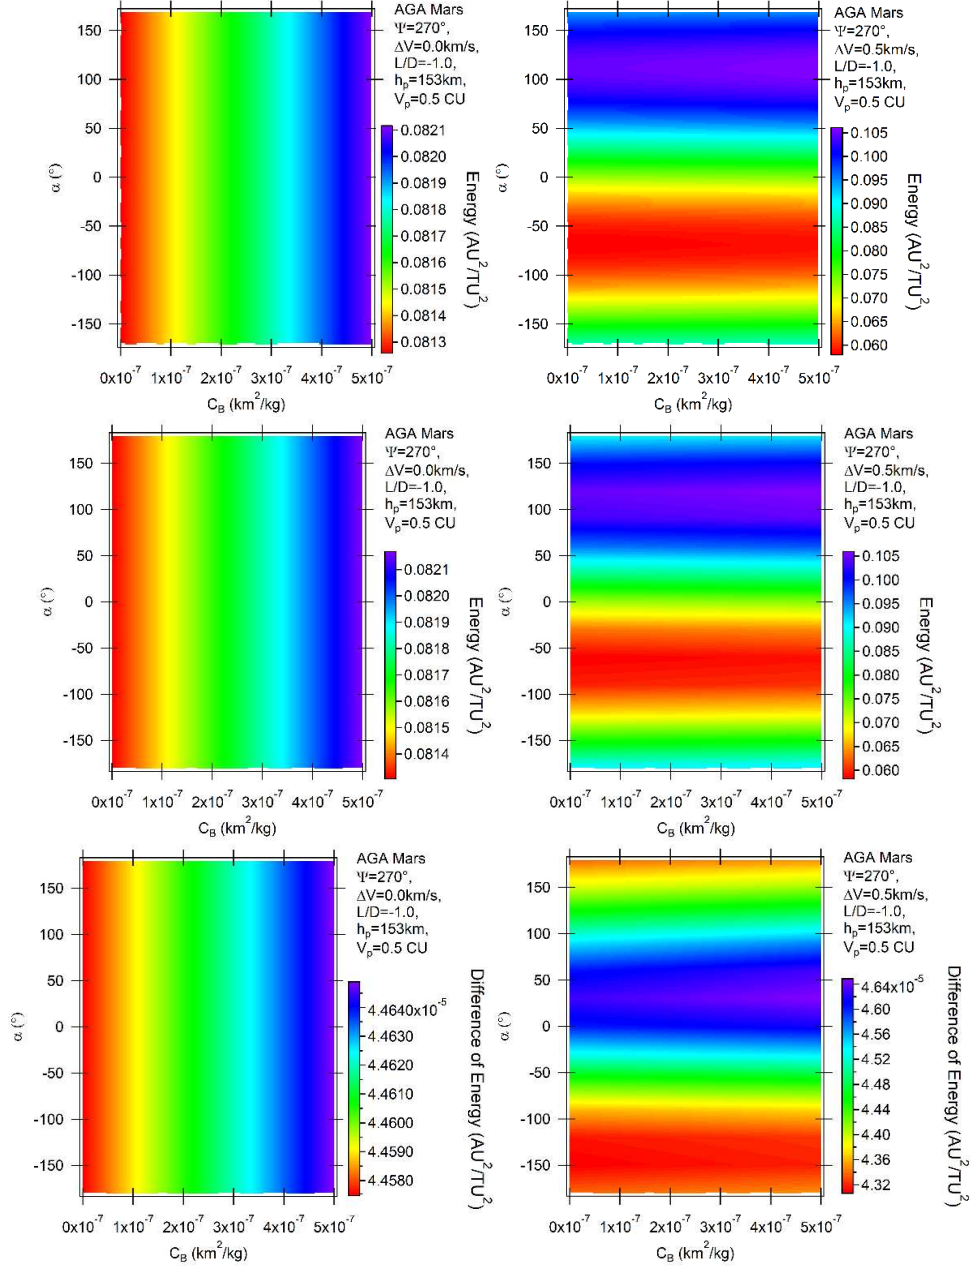 AGA Mars
Ψ=270°,
ΔV=0.0km/s,
L/D=-1.0,
hp=153km,
Vp=0.5 CU
150
100
50
0
-50
-100
-150
α (°)
0.0821
0.0820
0.0819
0.0818
0.0817
0.0816
0.0815
0.0814
0.0813
Energy (AU²/TU²)
0x10⁻⁷ 1x10⁻⁷ 2x10⁻⁷ 3x10⁻⁷ 4x10⁻⁷ 5x10⁻⁷
C_B (km²/kg)
AGA Mars
Ψ=270°,
ΔV=0.5km/s,
L/D=-1.0,
hp=153km,
Vp=0.5 CU
150
100
50
0
-50
-100
-150
α (°)
0.105
0.100
0.095
0.090
0.085
0.080
0.075
0.070
0.065
0.060
Energy (AU²/TU²)
0x10⁻⁷ 1x10⁻⁷ 2x10⁻⁷ 3x10⁻⁷ 4x10⁻⁷ 5x10⁻⁷
C_B (km²/kg)
AGA Mars
Ψ=270°,
ΔV=0.0km/s,
L/D=-1.0,
hp=153km,
Vp=0.5 CU
150
100
50
0
-50
-100
-150
α (°)
0.0821
0.0820
0.0819
0.0818
0.0817
0.0816
0.0815
0.0814
Energy (AU²/TU²)
0x10⁻⁷ 1x10⁻⁷ 2x10⁻⁷ 3x10⁻⁷ 4x10⁻⁷ 5x10⁻⁷
C_B (km²/kg)
AGA Mars
Ψ=270°,
ΔV=0.5km/s,
L/D=-1.0,
hp=153km,
Vp=0.5 CU
150
100
50
0
-50
-100
-150
α (°)
0.105
0.100
0.095
0.090
0.085
0.080
0.075
0.070
0.065
0.060
Energy (AU²/TU²)
0x10⁻⁷ 1x10⁻⁷ 2x10⁻⁷ 3x10⁻⁷ 4x10⁻⁷ 5x10⁻⁷
C_B (km²/kg)
AGA Mars
Ψ=270°,
ΔV=0.0km/s,
L/D=-1.0,
hp=153km,
Vp=0.5 CU
150
100
50
0
-50
-100
-150
α (°)
4.4640x10⁻⁵
4.4630
4.4620
4.4610
4.4600
4.4590
4.4580
Difference of Energy (AU²/TU²)
0x10⁻⁷ 1x10⁻⁷ 2x10⁻⁷ 3x10⁻⁷ 4x10⁻⁷ 5x10⁻⁷
C_B (km²/kg)
AGA Mars
Ψ=270°,
ΔV=0.5km/s,
L/D=-1.0,
hp=153km,
Vp=0.5 CU
150
100
50
0
-50
-100
-150
α (°)
4.64x10⁻⁵
4.60
4.56
4.52
4.48
4.44
4.40
4.36
4.32
Difference of Energy (AU²/TU²)
0x10⁻⁷ 1x10⁻⁷ 2x10⁻⁷ 3x10⁻⁷ 4x10⁻⁷ 5x10⁻⁷
C_B (km²/kg)